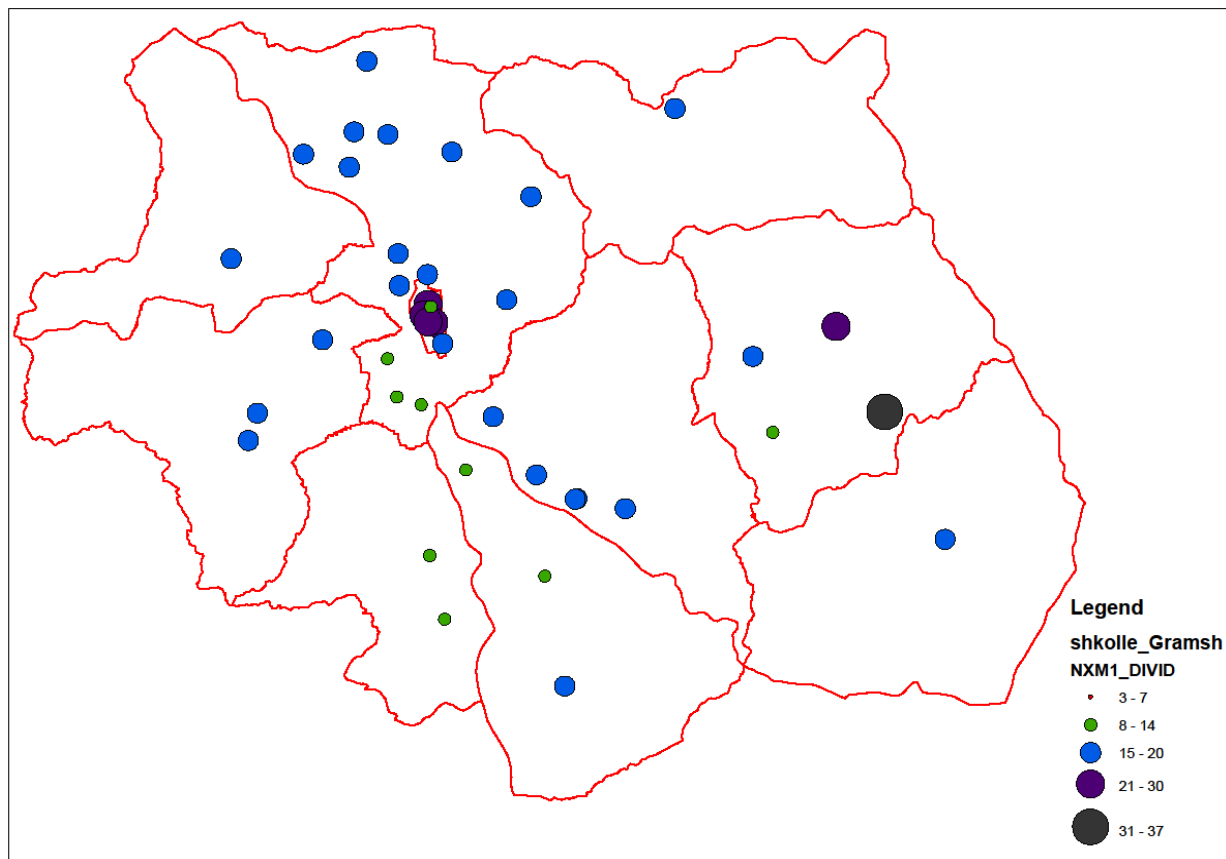 Legend
shkolle_Gramsh
NXM1_DIVID
3 - 7
8 - 14
15 - 20
21 - 30
31 - 37